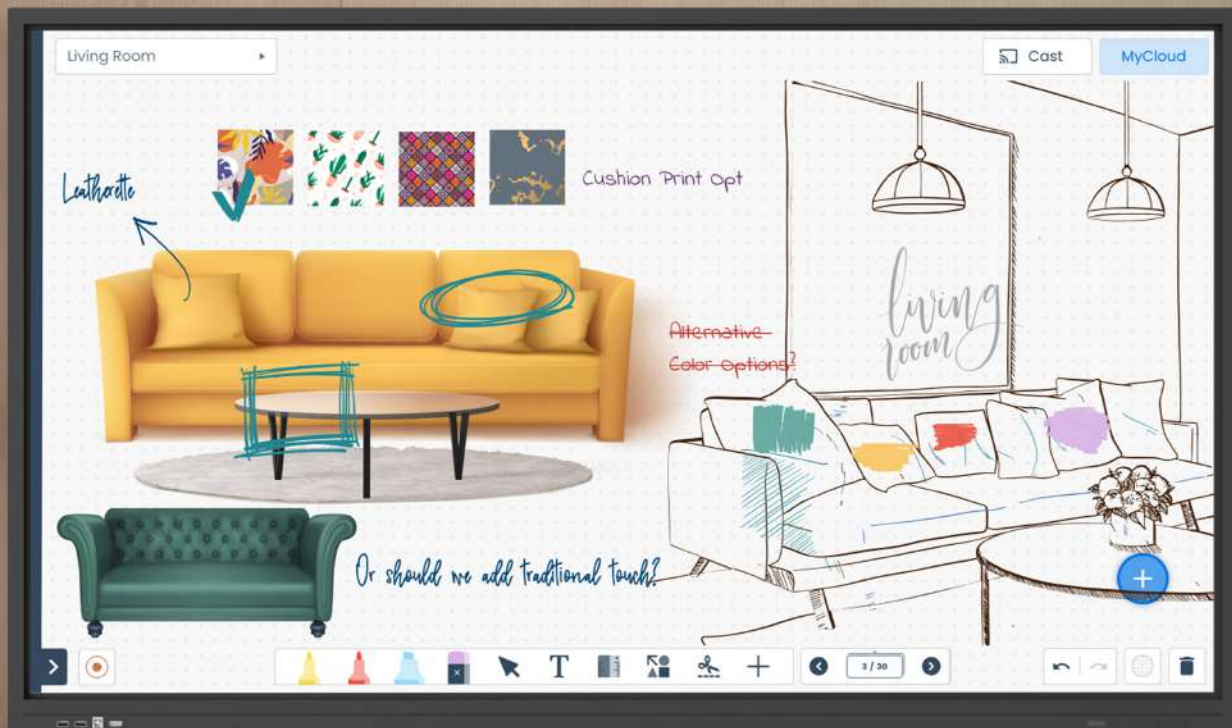 Living Room
Cast
MyCloud
Leatherette
Cushion Print Opt
living
room
Alternative
Color Options?
Or should we add traditional touch?
T
3 / 30